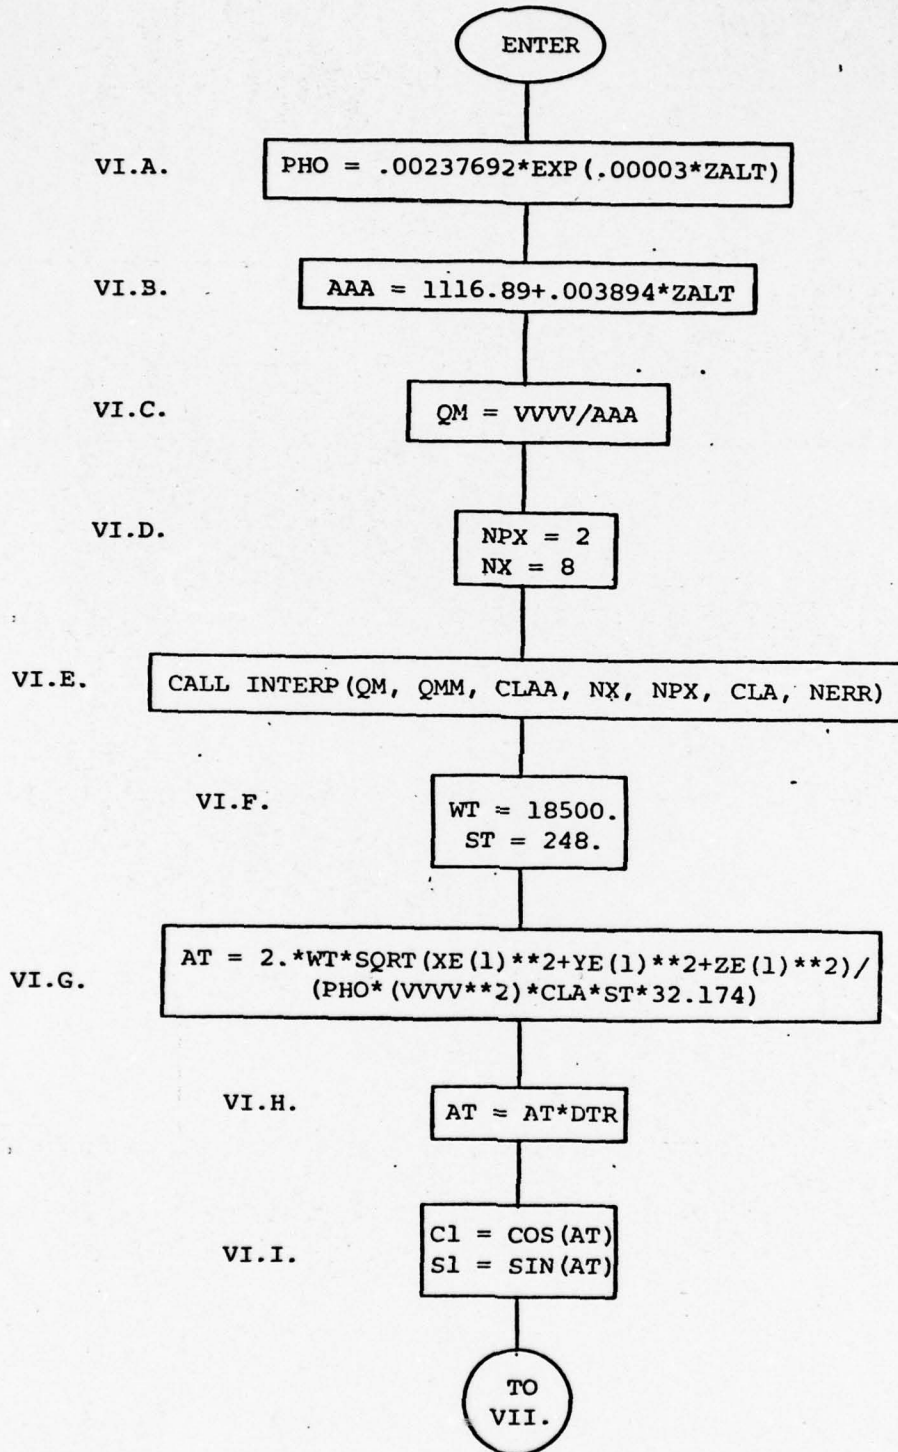 ENTER
VI.A. PHO = .00237692*EXP(.00003*ZALT)
VI.B. AAA = 1116.89+.003894*ZALT
VI.C. QM = VVVV/AAA
VI.D. NPX = 2
NX = 8
VI.E. CALL INTERP(QM, QMM, CLAA, NX, NPX, CLA, NERR)
VI.F. WT = 18500.
ST = 248.
VI.G. AT = 2.*WT*SQRT(XE(1)**2+YE(1)**2+ZE(1)**2)/
(PHO*(VVVV**2)*CLA*ST*32.174)
VI.H. AT = AT*DTR
VI.I. C1 = COS(AT)
S1 = SIN(AT)
TO
VII.